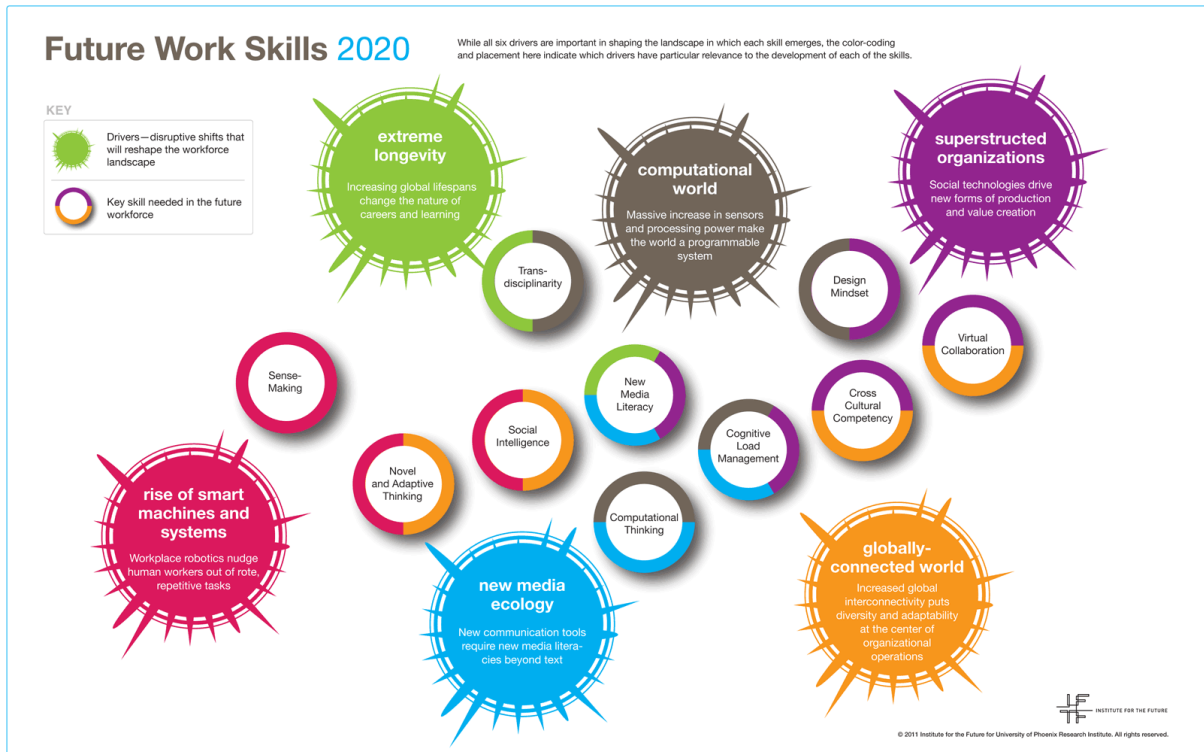 Future Work Skills 2020
While all six drivers are important in shaping the landscape in which each skill emerges, the color-coding
and placement here indicate which drivers have particular relevance to the development of each of the skills.
KEY
Drivers—disruptive shifts that
will reshape the workforce
landscape
Key skill needed in the future
workforce
extreme
longevity
Increasing global lifespans
change the nature of
careers and learning
computational
world
Massive increase in sensors
and processing power make
the world a programmable
system
superstructed
organizations
Social technologies drive
new forms of production
and value creation
Trans-
disciplinarity
Design
Mindset
Virtual
Collaboration
Sense-
Making
New
Media
Literacy
Cross
Cultural
Competency
Social
Intelligence
Cognitive
Load
Management
Novel
and Adaptive
Thinking
Computational
Thinking
rise of smart
machines and
systems
Workplace robotics nudge
human workers out of rote,
repetitive tasks
new media
ecology
New communication tools
require new media litera-
cies beyond text
globally-
connected world
Increased global
interconnectivity puts
diversity and adaptability
at the center of
organizational
operations
INSTITUTE FOR THE FUTURE
© 2011 Institute for the Future for University of Phoenix Research Institute. All rights reserved.